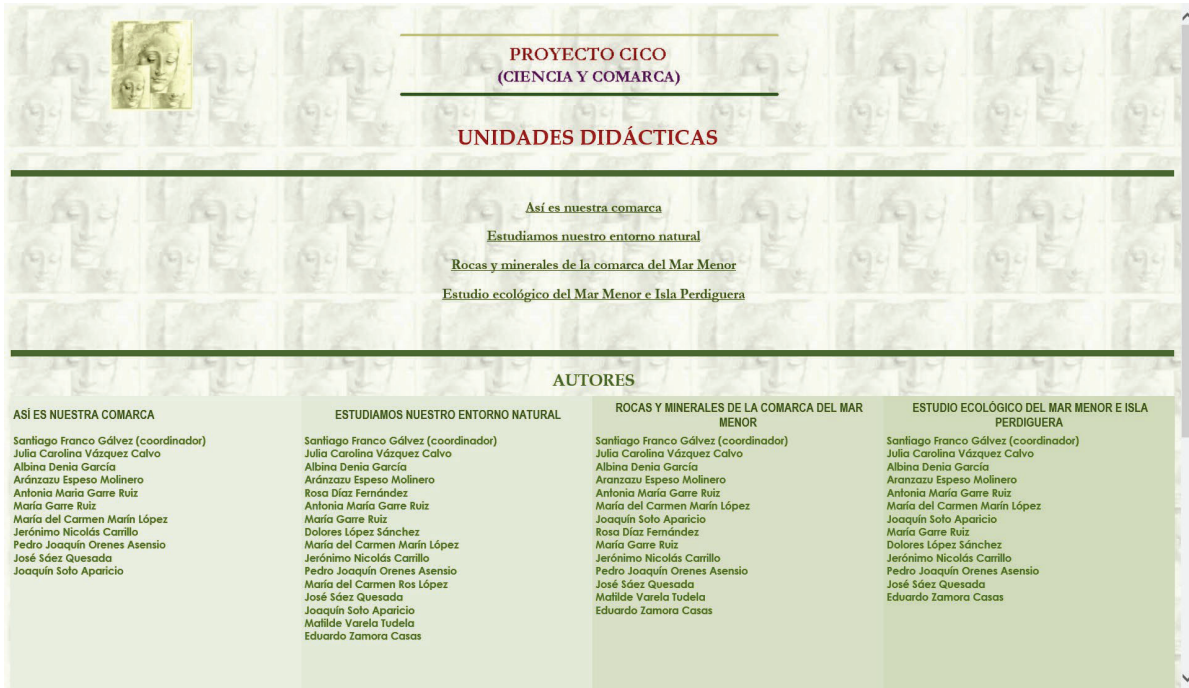 PROYECTO CICO
(CIENCIA Y COMARCA)
UNIDADES DIDÁCTICAS
Así es nuestra comarca
Estudiamos nuestro entorno natural
Rocas y minerales de la comarca del Mar Menor
Estudio ecológico del Mar Menor e Isla Perdiguera
AUTORES
ASÍ ES NUESTRA COMARCA
Santiago Franco Gálvez (coordinador)
Julia Carolina Vázquez Calvo
Albina Denia García
Aránzazu Espeso Molinero
Antonia Maria Garre Ruiz
María Garre Ruiz
María del Carmen Marín López
Jerónimo Nicolás Carrillo
Pedro Joaquín Orenes Asensio
José Sáez Quesada
Joaquín Soto Aparicio
ESTUDIAMOS NUESTRO ENTORNO NATURAL
Santiago Franco Gálvez (coordinador)
Julia Carolina Vázquez Calvo
Albina Denia García
Aránzazu Espeso Molinero
Rosa Díaz Fernández
Antonia María Garre Ruiz
María Garre Ruiz
Dolores López Sánchez
María del Carmen Marín López
Jerónimo Nicolás Carrillo
Pedro Joaquín Orenes Asensio
María del Carmen Ros López
José Sáez Quesada
Joaquín Soto Aparicio
Matilde Varela Tudela
Eduardo Zamora Casas
ROCAS Y MINERALES DE LA COMARCA DEL MAR
MENOR
Santiago Franco Gálvez (coordinador)
Julia Carolina Vázquez Calvo
Albina Denia García
Aranzazu Espeso Molinero
Antonia María Garre Ruiz
María del Carmen Marín López
Joaquín Soto Aparicio
Rosa Díaz Fernández
María Garre Ruiz
Jerónimo Nicolás Carrillo
Pedro Joaquín Orenes Asensio
José Sáez Quesada
Matilde Varela Tudela
Eduardo Zamora Casas
ESTUDIO ECOLÓGICO DEL MAR MENOR E ISLA
PERDIGUERA
Santiago Franco Gálvez (coordinador)
Julia Carolina Vázquez Calvo
Albina Denia García
Aranzazu Espeso Molinero
Antonia María Garre Ruiz
María del Carmen Marín López
Joaquín Soto Aparicio
María Garre Ruiz
Dolores López Sánchez
Jerónimo Nicolás Carrillo
Pedro Joaquín Orenes Asensio
José Sáez Quesada
Eduardo Zamora Casas